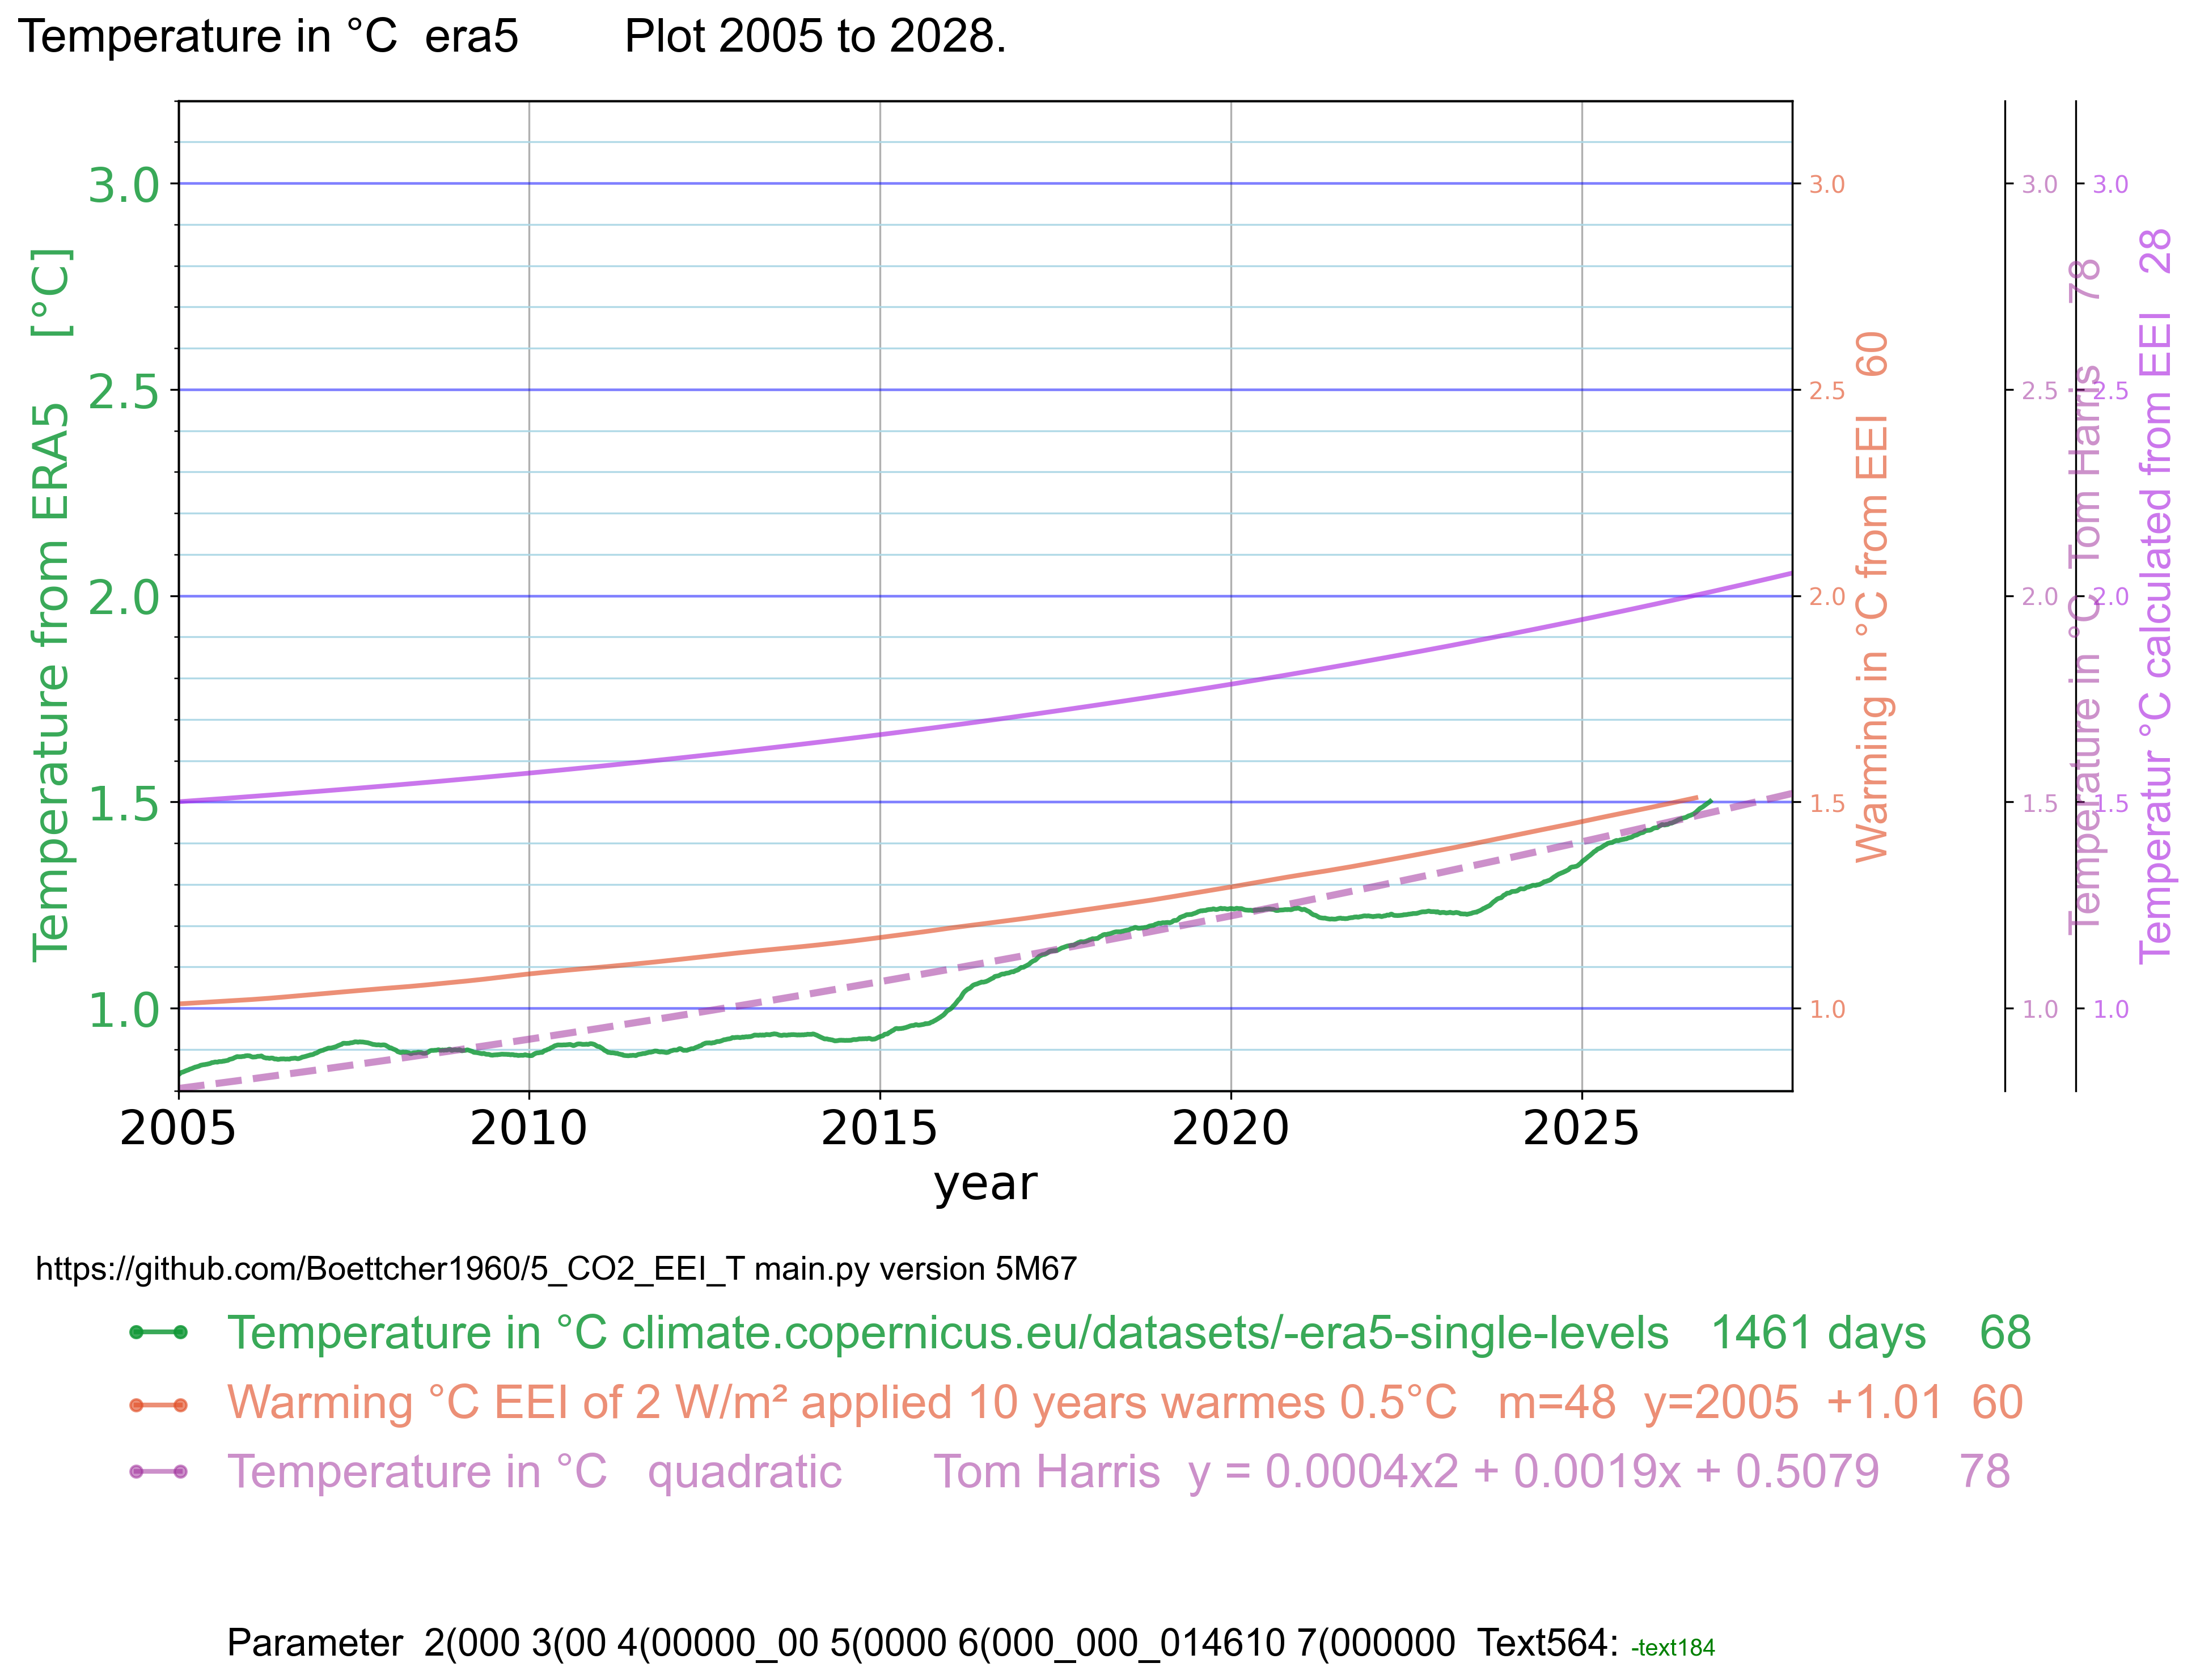 Temperature in °C  era5        Plot 2005 to 2028.
Temperature from ERA5   [°C]
3.0
2.5
2.0
1.5
1.0
2005
2010
2015
2020
2025
year
3.0
2.5
2.0
1.5
1.0
Warming in °C from EEI   60
3.0
2.5
2.0
1.5
1.0
Temperature in  °C   Tom Harris     78
3.0
2.5
2.0
1.5
1.0
Temperatur °C calculated from EEI   28
https://github.com/Boettcher1960/5_CO2_EEI_T main.py version 5M67
Temperature in °C climate.copernicus.eu/datasets/-era5-single-levels   1461 days    68
Warming °C EEI of 2 W/m² applied 10 years warmes 0.5°C   m=48  y=2005  +1.01  60
Temperature in °C   quadratic       Tom Harris  y = 0.0004x2 + 0.0019x + 0.5079      78
Parameter  2(000 3(00 4(00000_00 5(0000 6(000_000_014610 7(000000  Text564: -text184